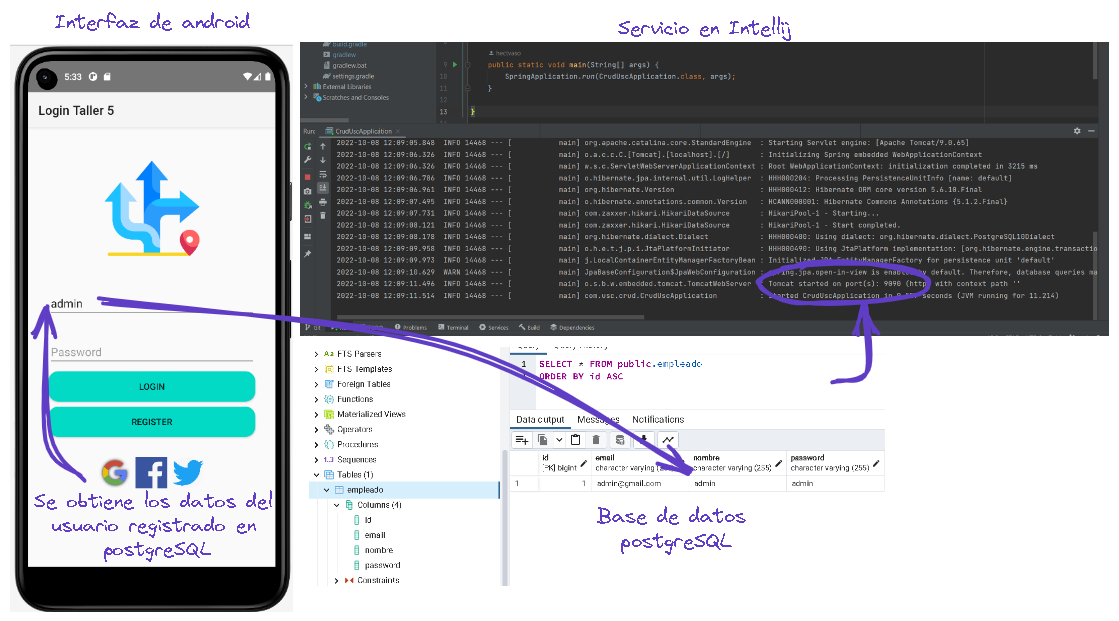 Interfaz de android
Servicio en Intellij
5:33
Login Taller 5
admin
Password
LOGIN
REGISTER
Se obtiene los datos del
usuario registrado en
postgreSQL
build.gradle
gradlew
gradlew.bat
settings.gradle
External Libraries
Scratches and Consoles
hectvaso
9 public static void main(String[] args) {
10 SpringApplication.run(CrudUscApplication.class, args);
11 }
12
13 }
Run: CrudUscApplication
2022-10-08 12:09:05.848 INFO 14468 --- [ main] org.apache.catalina.core.StandardEngine : Starting Servlet engine: [Apache Tomcat/9.0.65]
2022-10-08 12:09:06.326 INFO 14468 --- [ main] o.a.c.c.C.[Tomcat].[localhost].[/] : Initializing Spring embedded WebApplicationContext
2022-10-08 12:09:06.326 INFO 14468 --- [ main] w.s.c.ServletWebServerApplicationContext : Root WebApplicationContext: initialization completed in 3215 ms
2022-10-08 12:09:06.786 INFO 14468 --- [ main] o.hibernate.jpa.internal.util.LogHelper : HHH000204: Processing PersistenceUnitInfo [name: default]
2022-10-08 12:09:06.961 INFO 14468 --- [ main] org.hibernate.Version : HHH000412: Hibernate ORM core version 5.6.10.Final
2022-10-08 12:09:07.495 INFO 14468 --- [ main] o.hibernate.annotations.common.Version : HCANN000001: Hibernate Commons Annotations {5.1.2.Final}
2022-10-08 12:09:07.731 INFO 14468 --- [ main] com.zaxxer.hikari.HikariDataSource : HikariPool-1 - Starting...
2022-10-08 12:09:08.121 INFO 14468 --- [ main] com.zaxxer.hikari.HikariDataSource : HikariPool-1 - Start completed.
2022-10-08 12:09:08.178 INFO 14468 --- [ main] org.hibernate.dialect.Dialect : HHH000400: Using dialect: org.hibernate.dialect.PostgreSQL10Dialect
2022-10-08 12:09:09.958 INFO 14468 --- [ main] o.h.e.t.j.p.i.JtaPlatformInitiator : HHH000490: Using JtaPlatform implementation: [org.hibernate.engine.transactio
2022-10-08 12:09:09.973 INFO 14468 --- [ main] j.LocalContainerEntityManagerFactoryBean : Initialized JPA EntityManagerFactory for persistence unit 'default'
2022-10-08 12:09:10.629 WARN 14468 --- [ main] JpaBaseConfiguration$JpaWebConfiguration : spring.jpa.open-in-view is enabled by default. Therefore, database queries ma
2022-10-08 12:09:11.496 INFO 14468 --- [ main] o.s.b.w.embedded.tomcat.TomcatWebServer : Tomcat started on port(s): 9090 (http) with context path ''
2022-10-08 12:09:11.514 INFO 14468 --- [ main] com.usc.crud.CrudUscApplication : Started CrudUscApplication in seconds (JVM running for 11.214)
Git Problems Terminal Services Build Dependencies
FTS Parsers
FTS Templates
Foreign Tables
Functions
Materialized Views
Operators
Procedures
1..3 Sequences
Tables (1)
empleado
Columns (4)
id
email
nombre
password
Constraints
Query Query History
1 SELECT * FROM public.empleado
ORDER BY id ASC
Data output Messages Notifications
id email nombre password
[PK] bigint character varying (255) character varying (255) character varying (255)
1 1 admin@gmail.com admin admin
Base de datos
postgreSQL